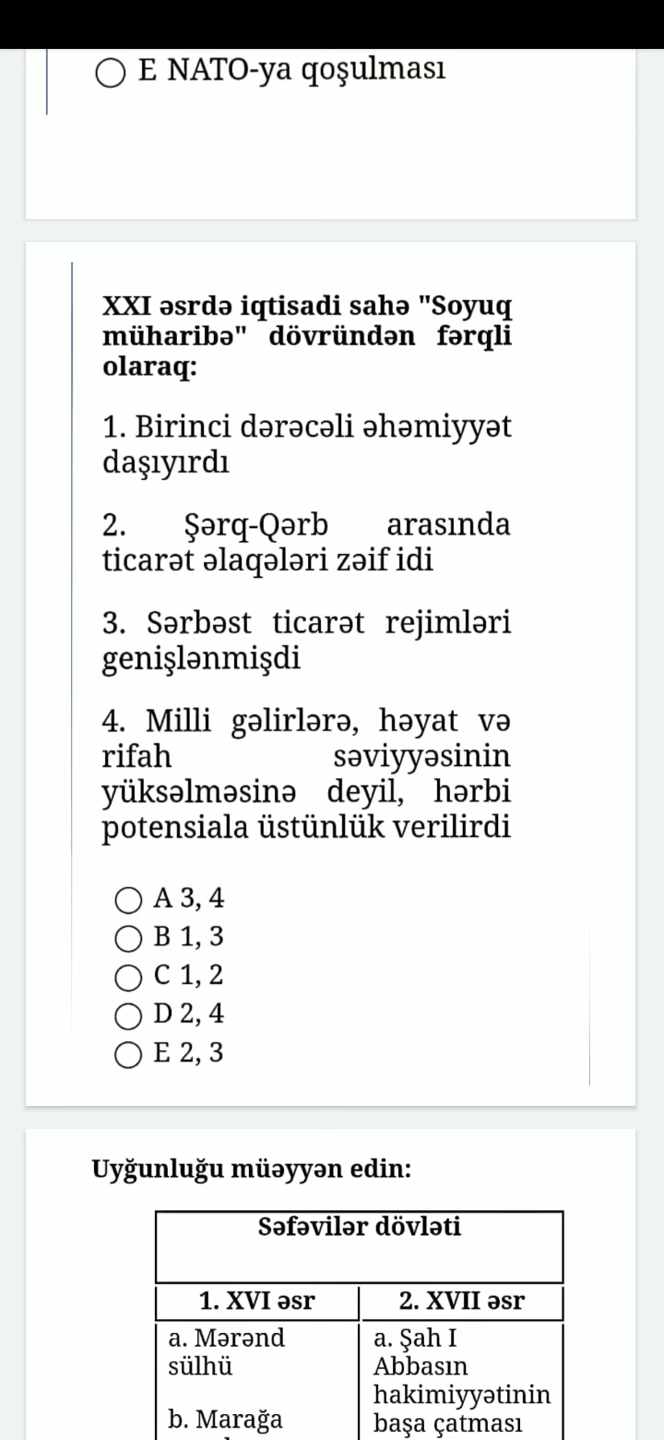 E NATO-ya qoşulması
XXI əsrdə iqtisadi sahə "Soyuq
müharibə" dövründən fərqli
olaraq:
1. Birinci dərəcəli əhəmiyyət
daşıyırdı
2. Şərq-Qərb arasında
ticarət əlaqələri zəif idi
3. Sərbəst ticarət rejimləri
genişlənmişdi
4. Milli gəlirlərə, həyat və
rifah səviyyəsinin
yüksəlməsinə deyil, hərbi
potensiala üstünlük verilirdi
A 3, 4
B 1, 3
C 1, 2
D 2, 4
E 2, 3
Uyğunluğu müəyyən edin:
Səfəvilər dövləti
1. XVI əsr
2. XVII əsr
a. Mərənd
sülhü
b. Marağa
a. Şah I
Abbasın
hakimiyyətinin
başa çatması